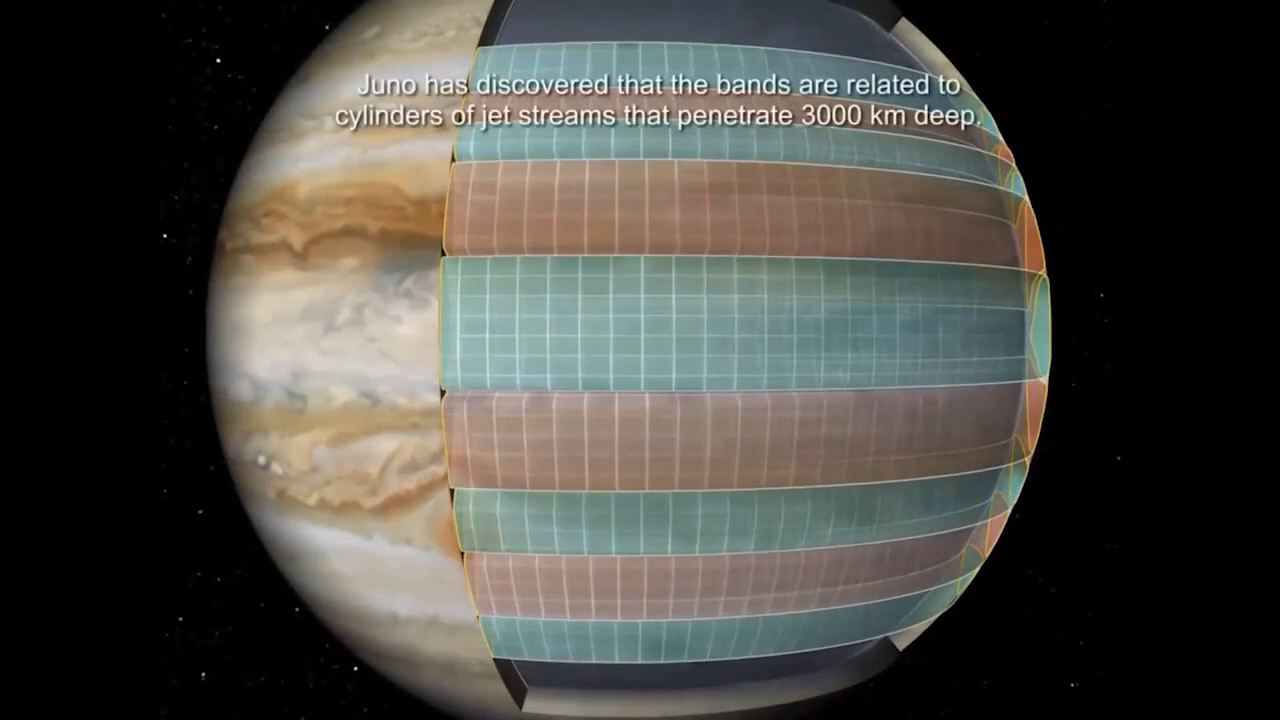 Juno has discovered that the bands are related to
cylinders of jet streams that penetrate 3000 km deep.